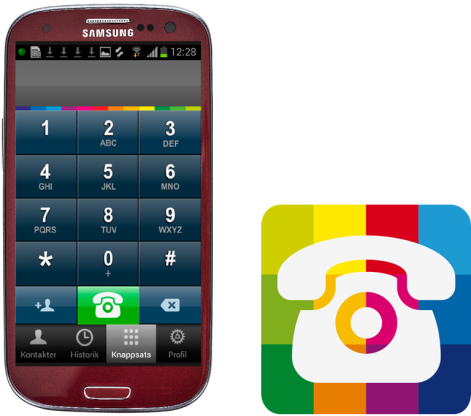 SAMSUNG
12:28
1 2 3
ABC DEF
4 5 6
GHI JKL MNO
7 8 9
PQRS TUV WXYZ
* 0 #
+
+
Kontakter Historik Knappsats Profil